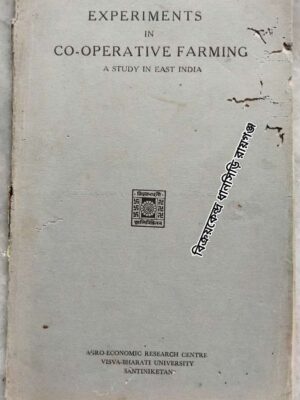 EXPERIMENTS
IN
CO-OPERATIVE FARMING
A STUDY IN EAST INDIA
বিক্রয়কেন্দ্র ধানসিড়ি রায়গঞ্জ
AGRO-ECONOMIC RESEARCH CENTRE
VISVA-BHARATI UNIVERSITY
SANTINIKETAN